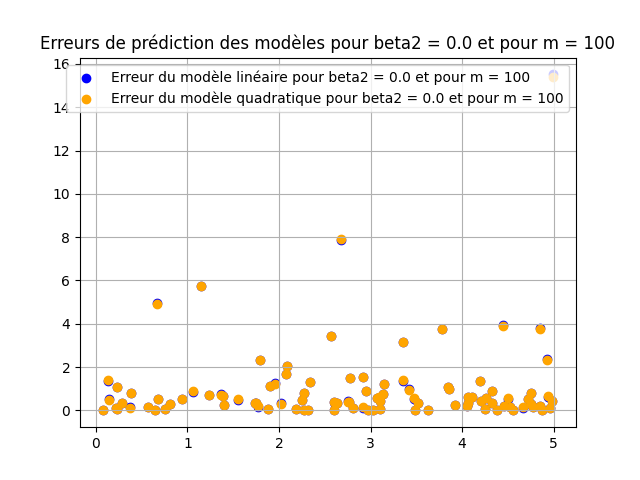 Erreurs de prédiction des modèles pour beta2 = 0.0 et pour m = 100
Erreur du modèle linéaire pour beta2 = 0.0 et pour m = 100
Erreur du modèle quadratique pour beta2 = 0.0 et pour m = 100
16
14
12
10
8
6
4
2
0
0 1 2 3 4 5